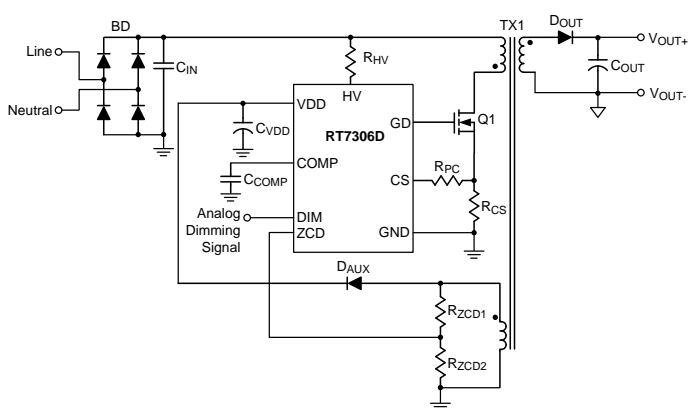 BD
TX1
DOUT
Line
VOUT+
RHV
CIN
COUT
Neutral
HV
VOUT-
VDD
RT7306D
GD
Q1
CVDD
COMP
RPC
CS
CCOMP
RCS
Analog
Dimming
Signal
DIM
ZCD
GND
DAUX
RZCD1
RZCD2